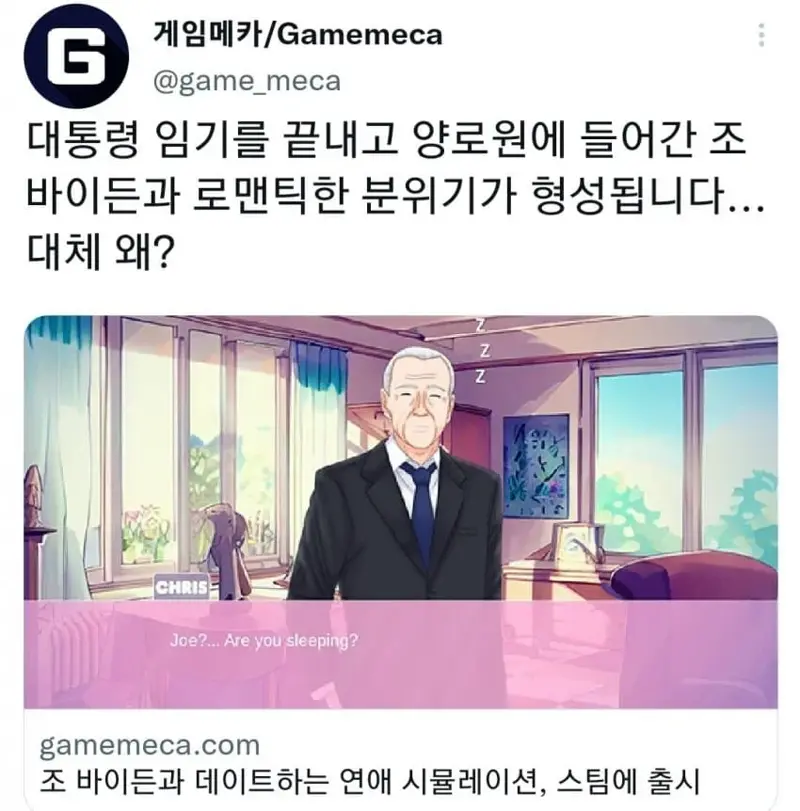 G
게임메카/Gamemeca
@game_meca
대통령 임기를 끝내고 양로원에 들어간 조
바이든과 로맨틱한 분위기가 형성됩니다...
대체 왜?
Z
Z
Z
CHRIS
Joe?... Are you sleeping?
gamemeca.com
조 바이든과 데이트하는 연애 시뮬레이션, 스팀에 출시